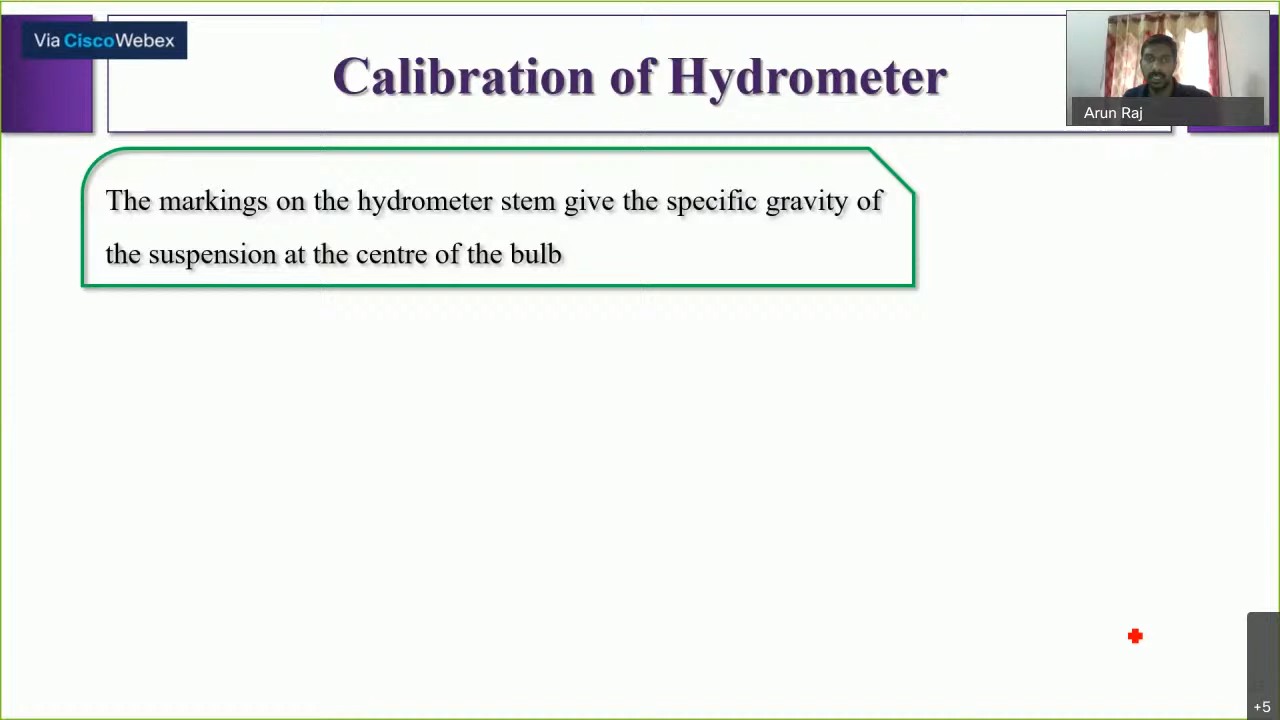 Via CiscoWebex
Calibration of Hydrometer
Arun Raj
The markings on the hydrometer stem give the specific gravity of
the suspension at the centre of the bulb
+5